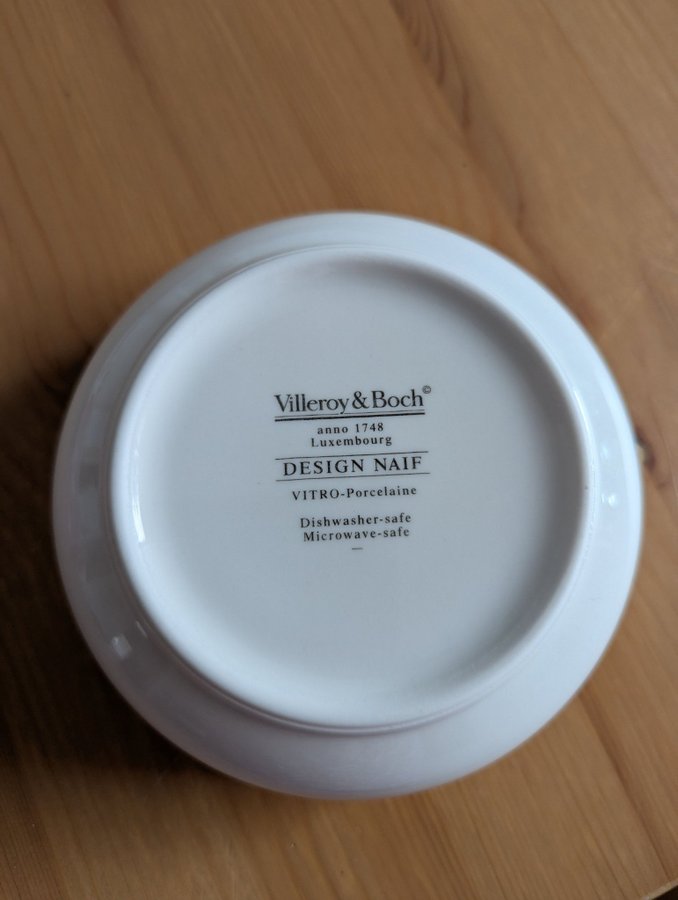 Villeroy & Boch©
anno 1748
Luxembourg
DESIGN NAIF
VITRO-Porcelaine
Dishwasher-safe
Microwave-safe
—